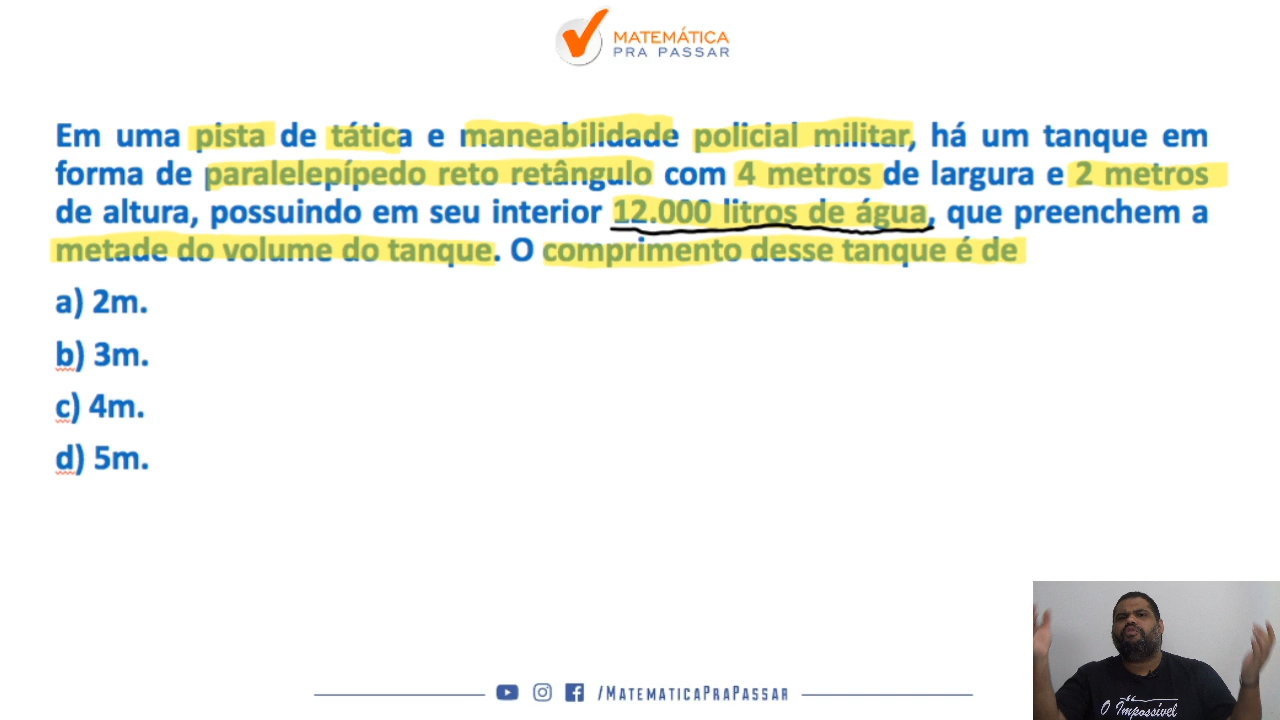 MATEMÁTICA
PRA PASSAR
Em uma pista de tática e maneabilidade policial militar, há um tanque em
forma de paralelepípedo reto retângulo com 4 metros de largura e 2 metros
de altura, possuindo em seu interior 12.000 litros de água, que preenchem a
metade do volume do tanque. O comprimento desse tanque é de
a) 2m.
b) 3m.
c) 4m.
d) 5m.
O Impossível
/MATEMATICAPRAPASSAR